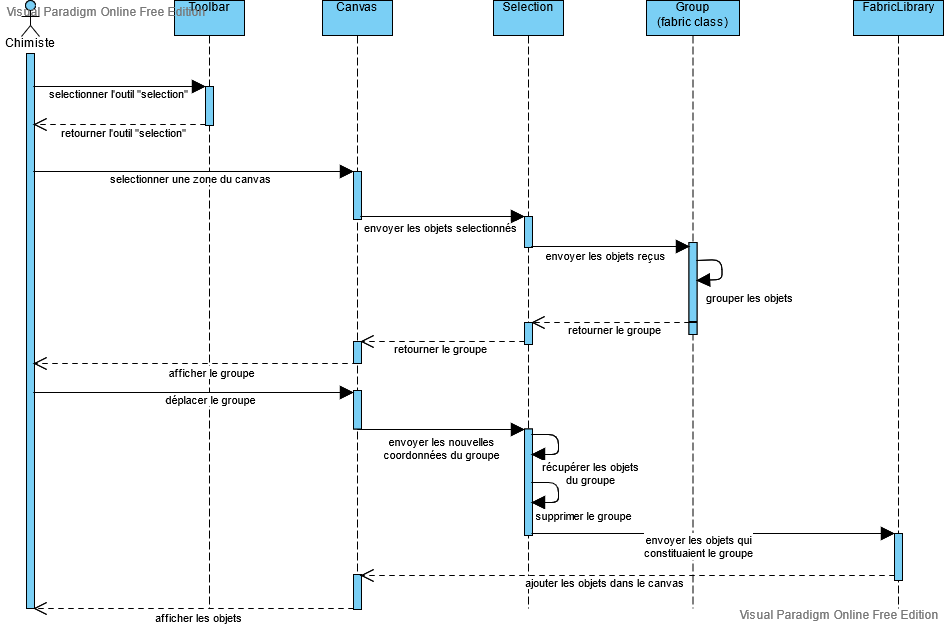 Visual Paradigm Online Free Edition
Toolbar
Canvas
Selection
Group
(fabric class)
FabricLibrary
Chimiste
selectionner l'outil "selection"
retourner l'outil "selection"
selectionner une zone du canvas
envoyer les objets selectionnés
envoyer les objets reçus
grouper les objets
retourner le groupe
retourner le groupe
afficher le groupe
déplacer le groupe
envoyer les nouvelles
coordonnées du groupe
récupérer les objets
du groupe
supprimer le groupe
envoyer les objets qui
constituaient le groupe
ajouter les objets dans le canvas
afficher les objets
Visual Paradigm Online Free Edition